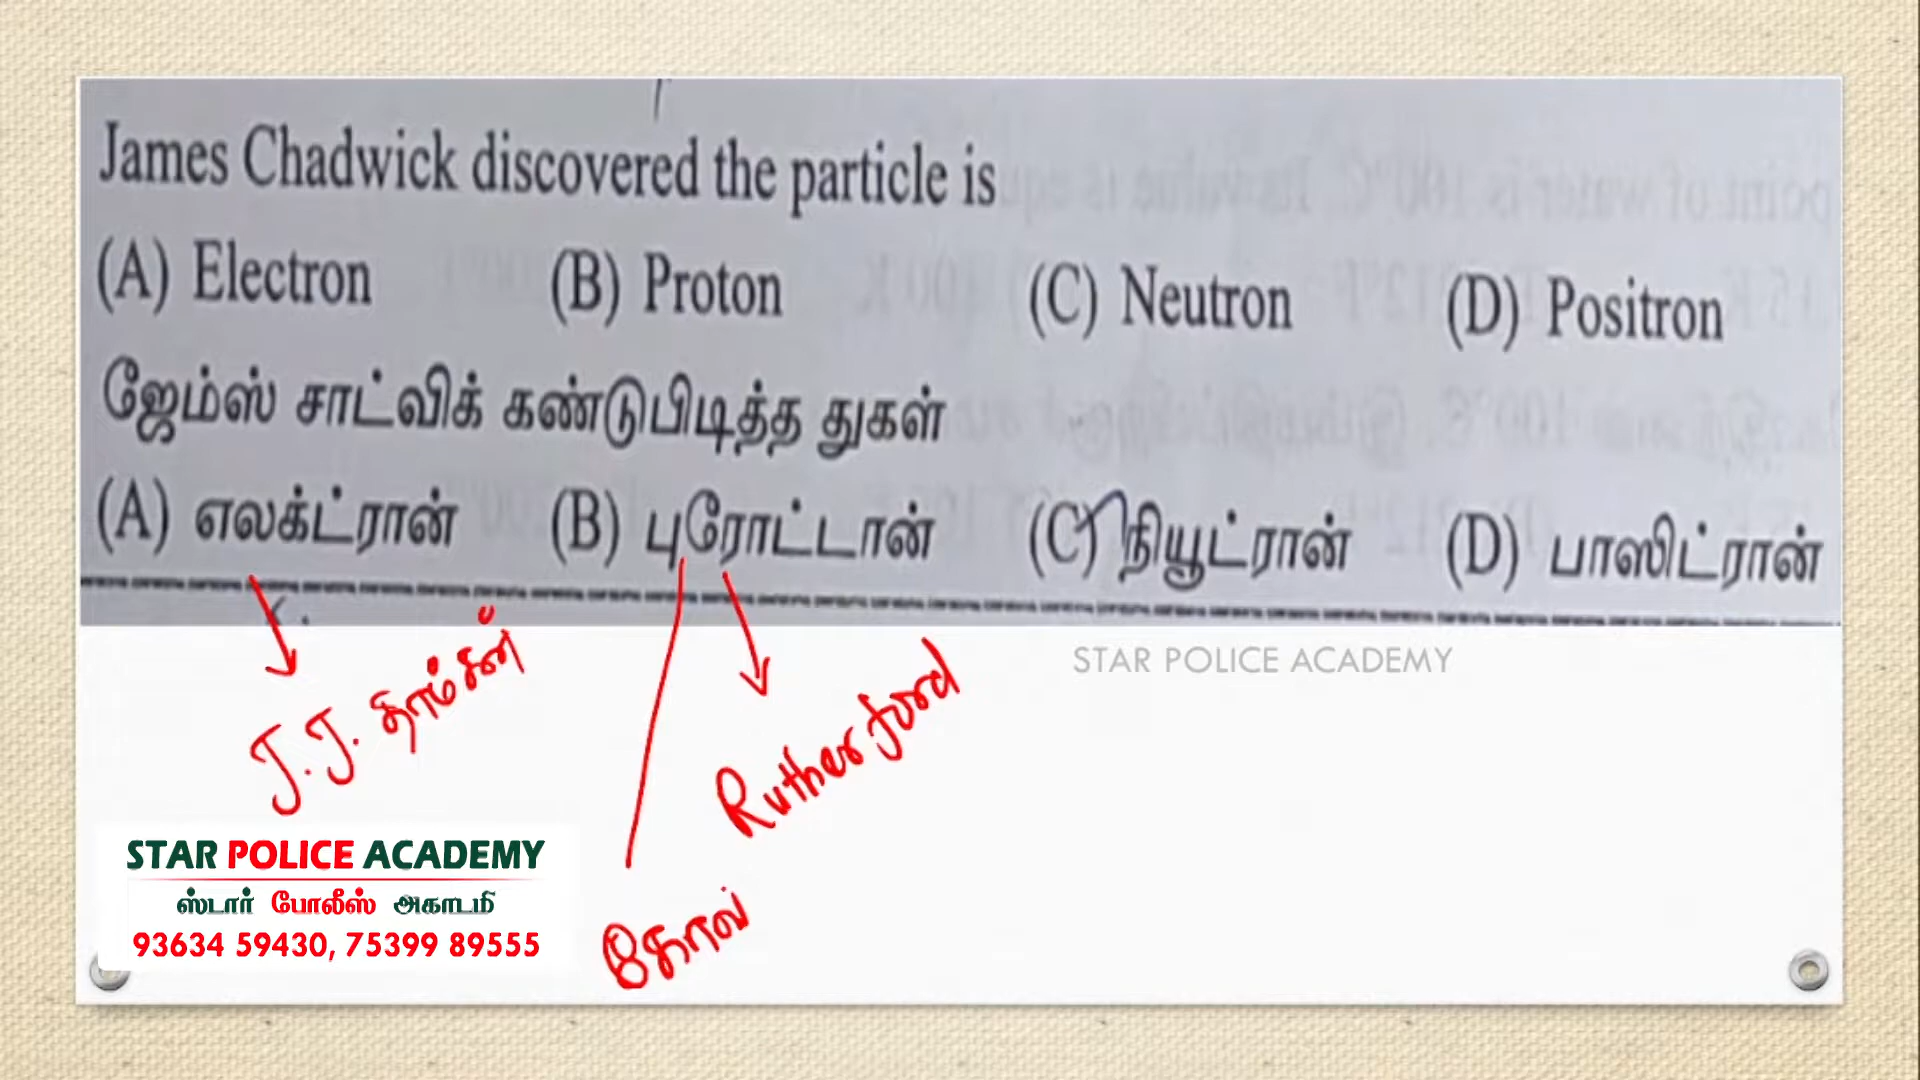 James Chadwick discovered the particle is
(A) Electron (B) Proton (C) Neutron (D) Positron
ஜேம்ஸ் சாட்விக் கண்டுபிடித்த துகள்
(A) எலக்ட்ரான் (B) புரோட்டான் (C) நியூட்ரான் (D) பாஸிட்ரான்
STAR POLICE ACADEMY
J.J. தாம்சன்
Rutherford
STAR POLICE ACADEMY
ஸ்டார் போலீஸ் அகாடமி
93634 59430, 75399 89555